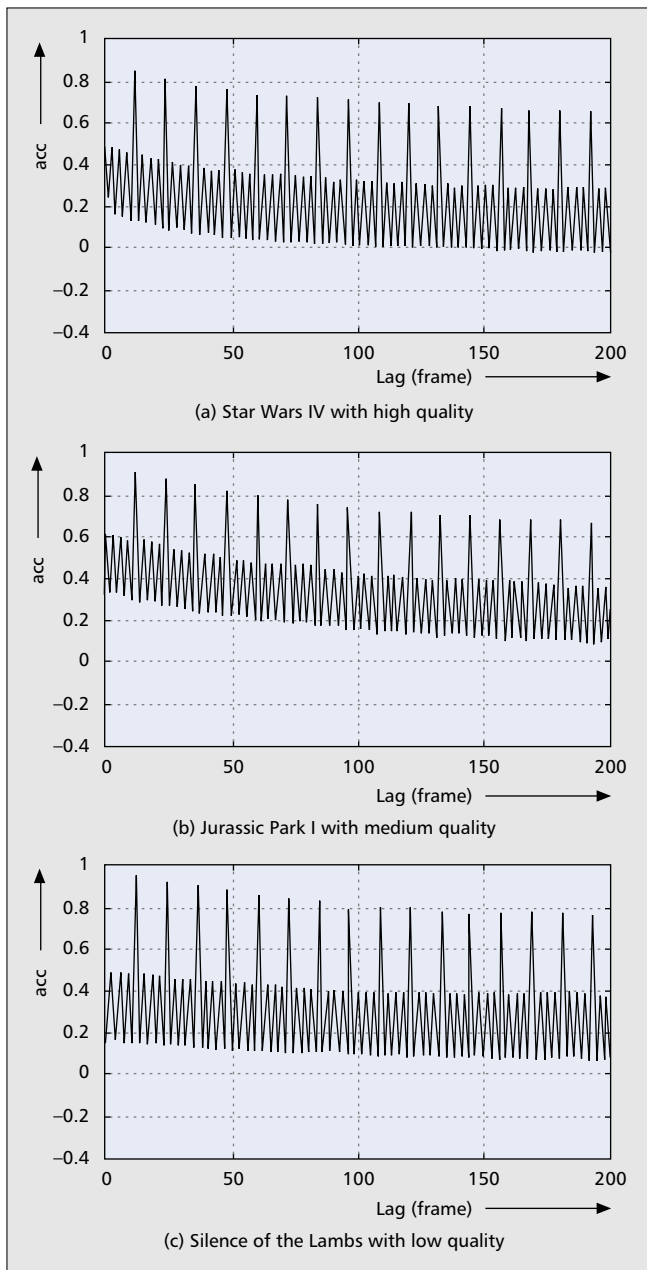 1
0.8
0.6
0.4
0.2
0
−0.2
−0.4
acc
0 50 100 150 200
Lag (frame)
(a) Star Wars IV with high quality
1
0.8
0.6
0.4
0.2
0
−0.2
−0.4
acc
0 50 100 150 200
Lag (frame)
(b) Jurassic Park I with medium quality
1
0.8
0.6
0.4
0.2
0
−0.2
−0.4
acc
0 50 100 150 200
Lag (frame)
(c) Silence of the Lambs with low quality